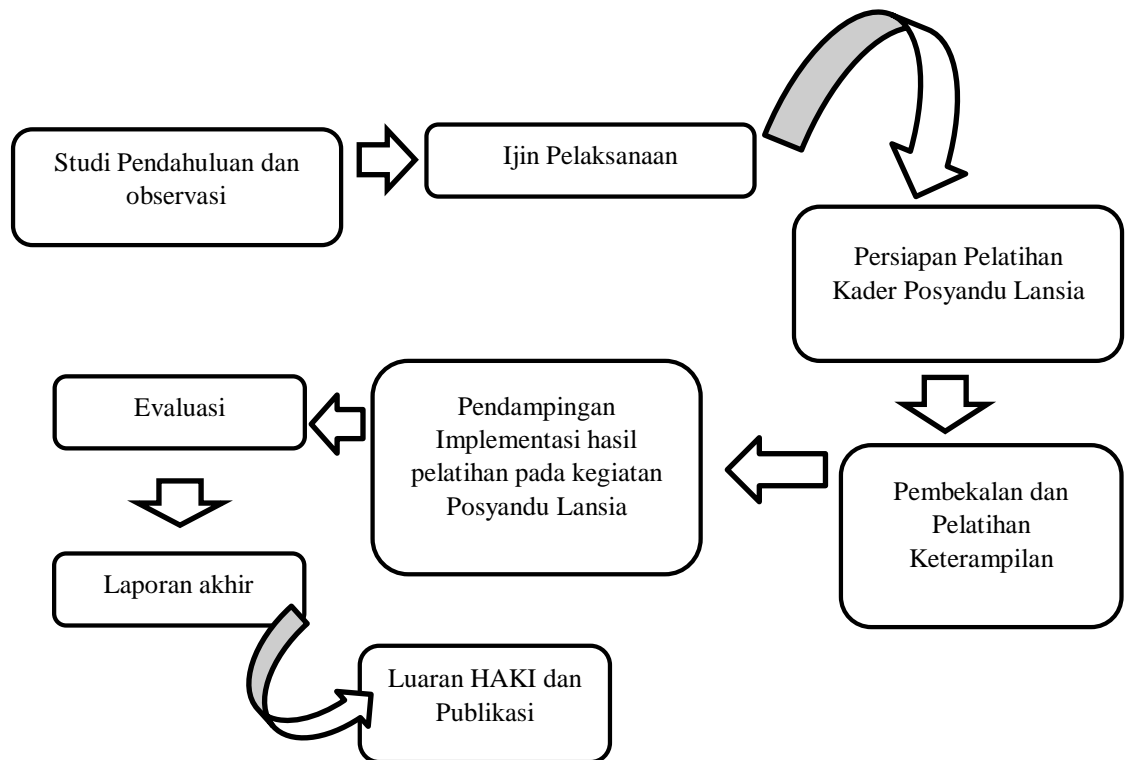 Studi Pendahuluan dan
observasi
Ijin Pelaksanaan
Persiapan Pelatihan
Kader Posyandu Lansia
Pembekalan dan
Pelatihan
Keterampilan
Pendampingan
Implementasi hasil
pelatihan pada kegiatan
Posyandu Lansia
Evaluasi
Laporan akhir
Luaran HAKI dan
Publikasi